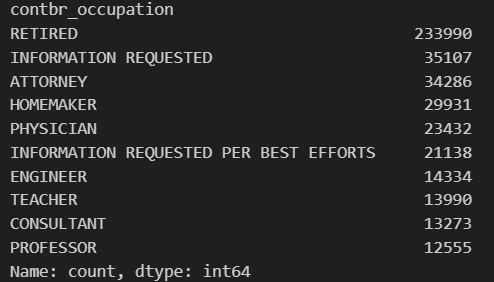 contbr_occupation
RETIRED 233990
INFORMATION REQUESTED 35107
ATTORNEY 34286
HOMEMAKER 29931
PHYSICIAN 23432
INFORMATION REQUESTED PER BEST EFFORTS 21138
ENGINEER 14334
TEACHER 13990
CONSULTANT 13273
PROFESSOR 12555
Name: count, dtype: int64